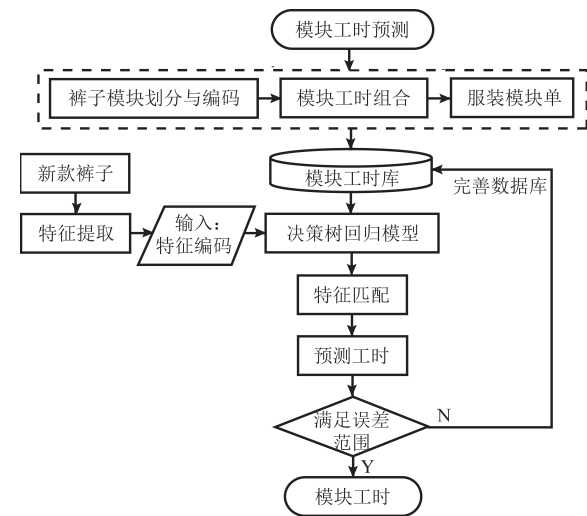 模块工时预测
裤子模块划分与编码
模块工时组合
服装模块单
模块工时库
完善数据库
新款裤子
特征提取
输入：
特征编码
决策树回归模型
特征匹配
预测工时
满足误差
范围
N
Y
模块工时